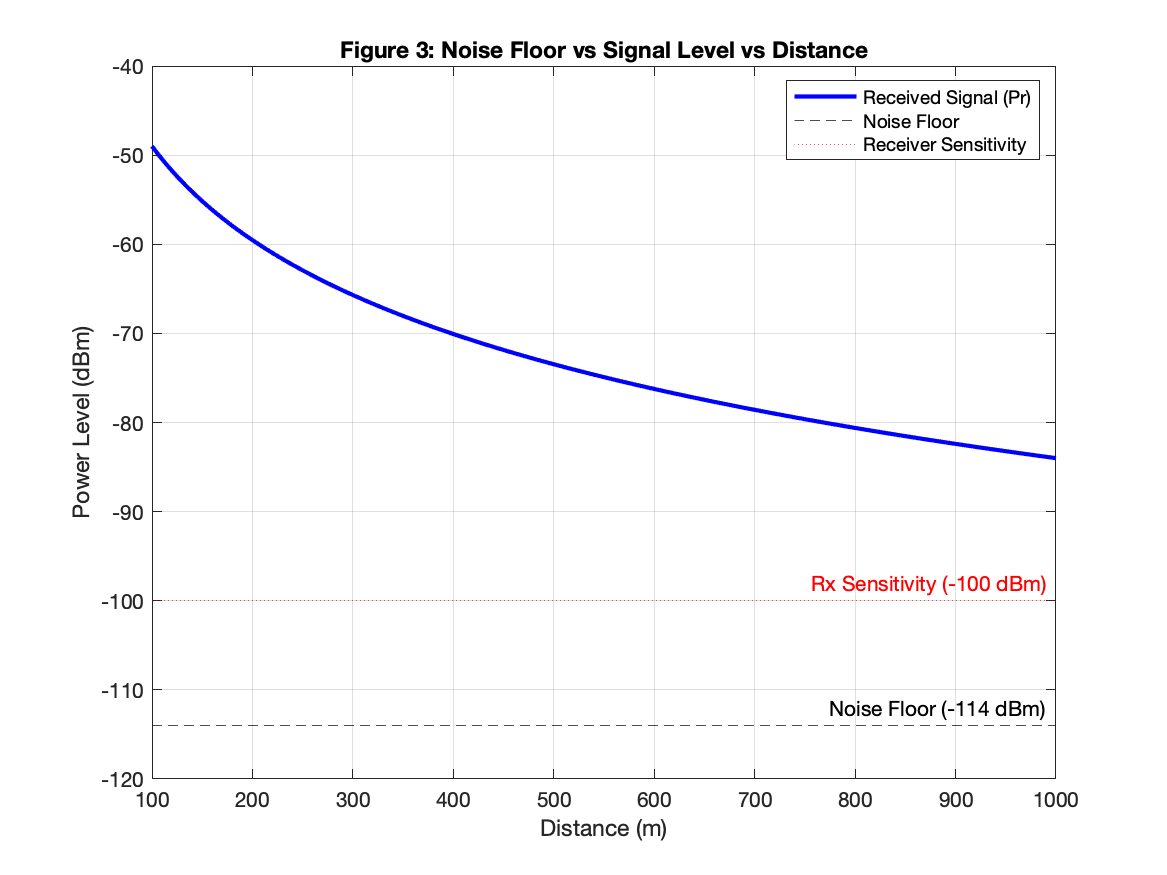 Figure 3: Noise Floor vs Signal Level vs Distance
-40
Received Signal (Pr)
Noise Floor
Receiver Sensitivity
-50
-60
-70
-80
-90
-100
-110
-120
Power Level (dBm)
Rx Sensitivity (-100 dBm)
Noise Floor (-114 dBm)
100 200 300 400 500 600 700 800 900 1000
Distance (m)